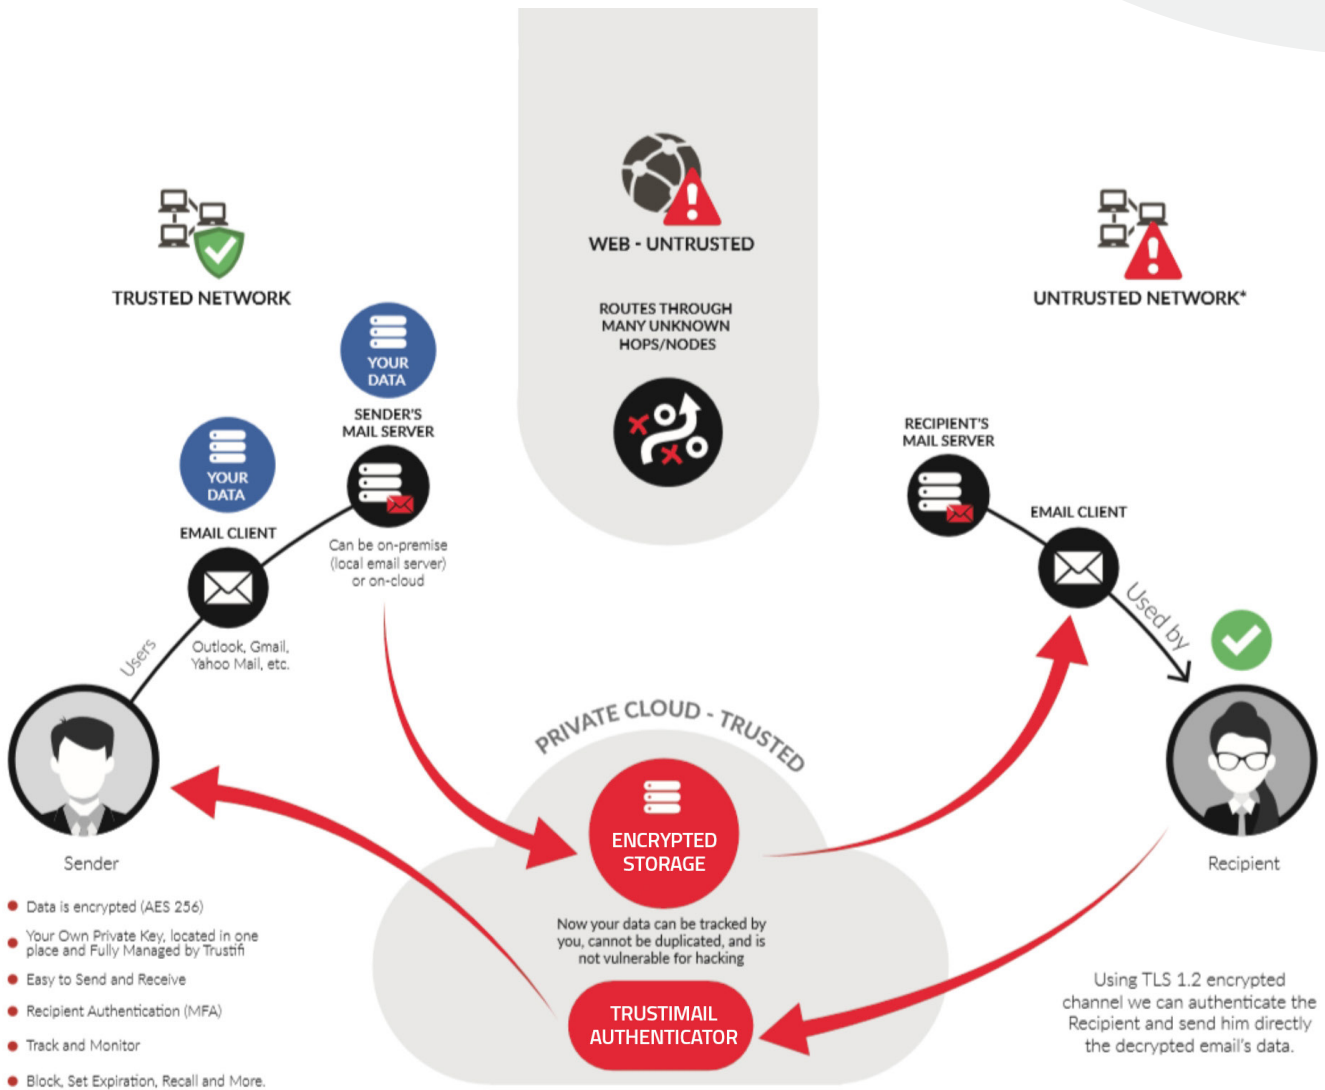 WEB - UNTRUSTED
ROUTES THROUGH
MANY UNKNOWN
HOPS/NODES
TRUSTED NETWORK
UNTRUSTED NETWORK*
YOUR
DATA
SENDER'S
MAIL SERVER
Can be on-premise
(local email server)
or on-cloud
YOUR
DATA
EMAIL CLIENT
Outlook, Gmail,
Yahoo Mail, etc.
Users
Sender
Data is encrypted (AES 256)
Your Own Private Key, located in one
place and Fully Managed by Trustifi
Easy to Send and Receive
Recipient Authentication (MFA)
Track and Monitor
Block, Set Expiration, Recall and More.
PRIVATE CLOUD - TRUSTED
ENCRYPTED
STORAGE
Now your data can be tracked by
you, cannot be duplicated, and is
not vulnerable for hacking
TRUSTIMAIL
AUTHENTICATOR
RECIPIENT'S
MAIL SERVER
EMAIL CLIENT
Used by
Recipient
Using TLS 1.2 encrypted
channel we can authenticate the
Recipient and send him directly
the decrypted email's data.